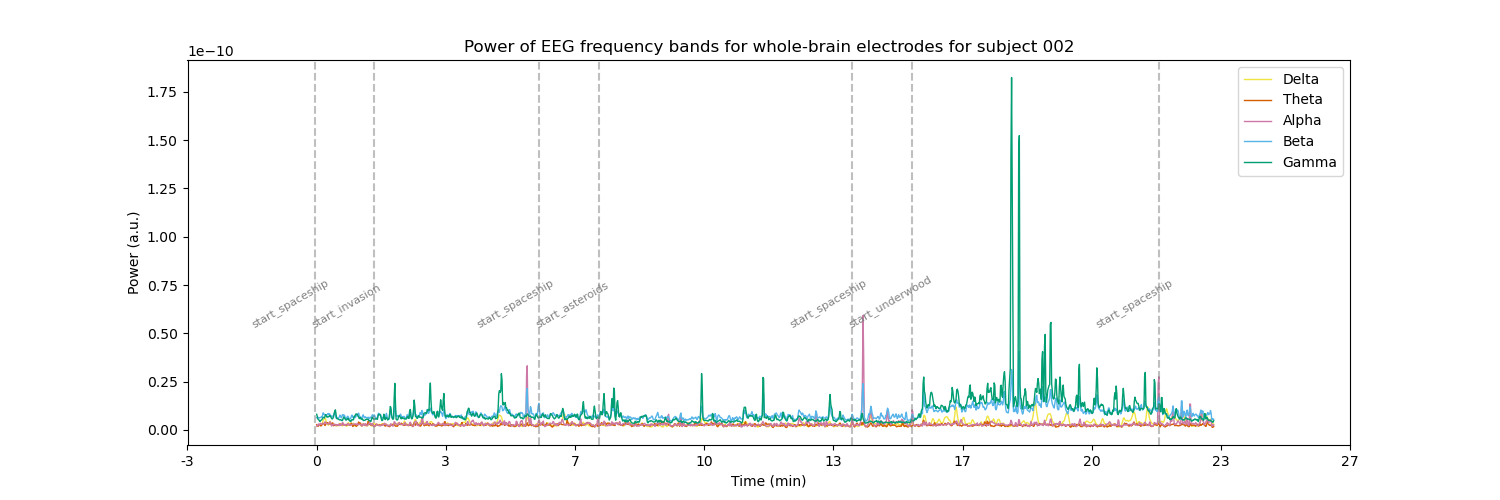 Power of EEG frequency bands for whole-brain electrodes for subject 002
1e−10
1.75
1.50
1.25
1.00
0.75
0.50
0.25
0.00
Power (a.u.)
Delta
Theta
Alpha
Beta
Gamma
start_spaceship
start_invasion
start_spaceship
start_asteroids
start_spaceship
start_underwood
start_spaceship
-3
0
3
7
10
13
17
20
23
27
Time (min)